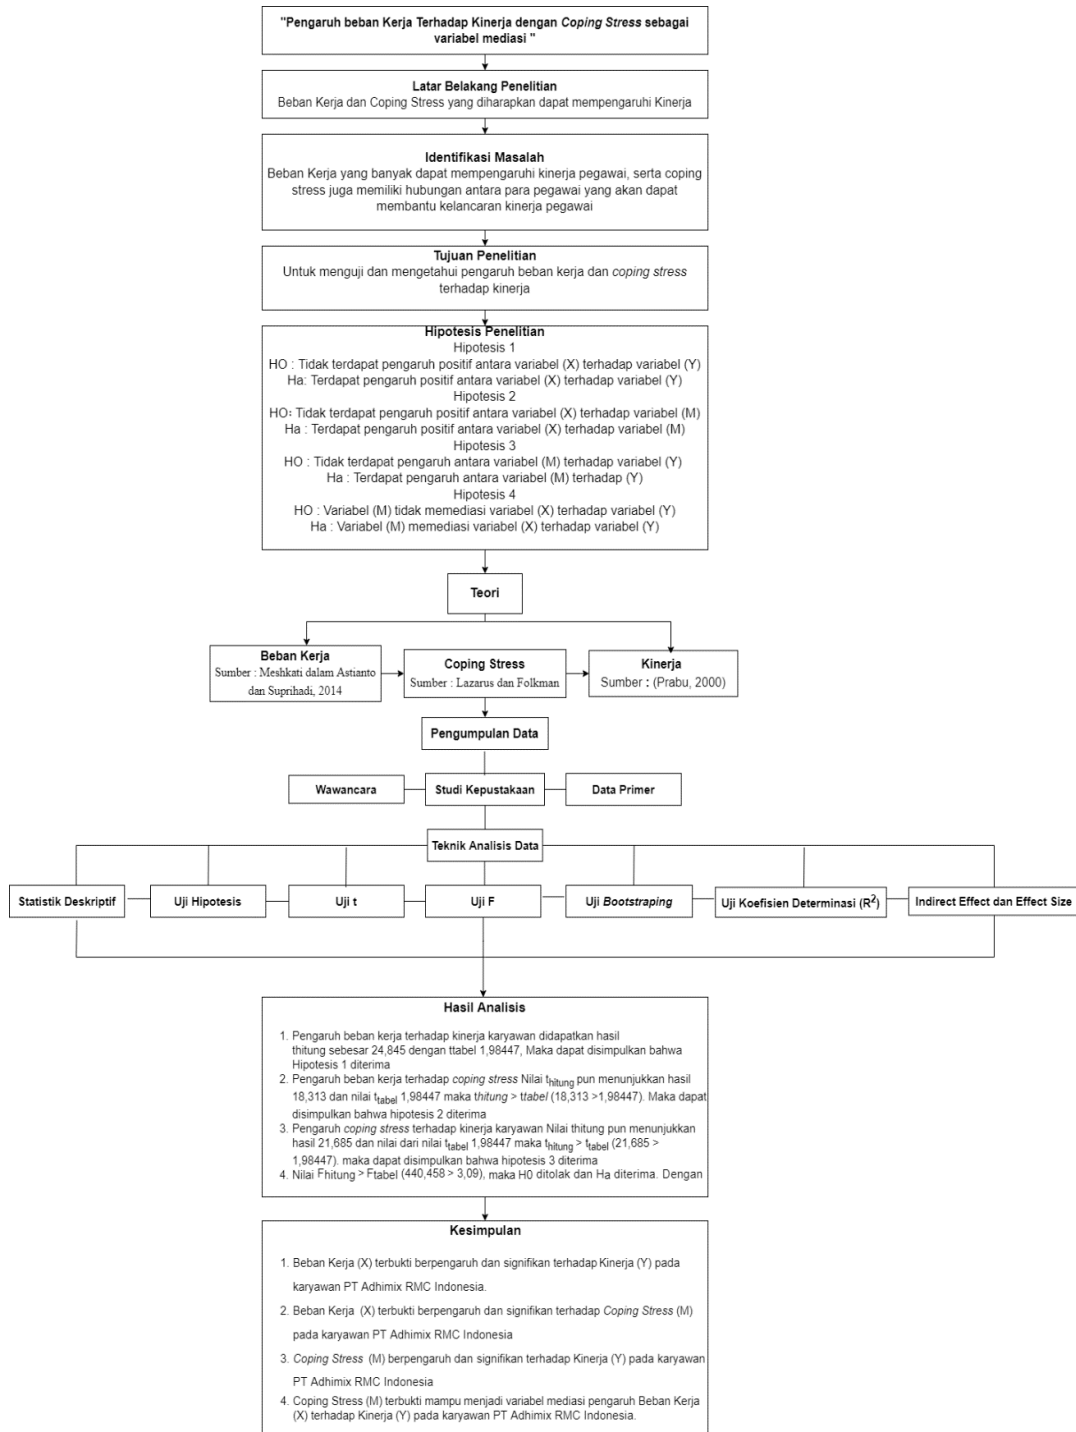 "Pengaruh beban Kerja Terhadap Kinerja dengan Coping Stress sebagai
variabel mediasi "
Latar Belakang Penelitian
Beban Kerja dan Coping Stress yang diharapkan dapat mempengaruhi Kinerja
Identifikasi Masalah
Beban Kerja yang banyak dapat mempengaruhi kinerja pegawai, serta coping
stress juga memiliki hubungan antara para pegawai yang akan dapat
membantu kelancaran kinerja pegawai
Tujuan Penelitian
Untuk menguji dan mengetahui pengaruh beban kerja dan coping stress
terhadap kinerja
Hipotesis Penelitian
Hipotesis 1
HO : Tidak terdapat pengaruh positif antara variabel (X) terhadap variabel (Y)
Ha: Terdapat pengaruh positif antara variabel (X) terhadap variabel (Y)
Hipotesis 2
HO: Tidak terdapat pengaruh positif antara variabel (X) terhadap variabel (M)
Ha : Terdapat pengaruh positif antara variabel (X) terhadap variabel (M)
Hipotesis 3
HO : Tidak terdapat pengaruh antara variabel (M) terhadap variabel (Y)
Ha : Terdapat pengaruh antara variabel (M) terhadap (Y)
Hipotesis 4
HO : Variabel (M) tidak memediasi variabel (X) terhadap variabel (Y)
Ha : Variabel (M) memediasi variabel (X) terhadap variabel (Y)
Teori
Beban Kerja
Sumber : Meshkati dalam Astianto
dan Suprihadi, 2014
Coping Stress
Sumber : Lazarus dan Folkman
Kinerja
Sumber : (Prabu, 2000)
Pengumpulan Data
Wawancara
Studi Kepustakaan
Data Primer
Teknik Analisis Data
Statistik Deskriptif
Uji Hipotesis
Uji t
Uji F
Uji Bootstraping
Uji Koefisien Determinasi (R²)
Indirect Effect dan Effect Size
Hasil Analisis
1. Pengaruh beban kerja terhadap kinerja karyawan didapatkan hasil
thitung sebesar 24,845 dengan ttabel 1,98447, Maka dapat disimpulkan bahwa
Hipotesis 1 diterima
2. Pengaruh beban kerja terhadap coping stress Nilai thitung pun menunjukkan hasil
18,313 dan nilai ttabel 1,98447 maka thitung > ttabel (18,313 >1,98447). Maka dapat
disimpulkan bahwa hipotesis 2 diterima
3. Pengaruh coping stress terhadap kinerja karyawan Nilai thitung pun menunjukkan
hasil 21,685 dan nilai dari nilai ttabel 1,98447 maka thitung > ttabel (21,685 >
1,98447). maka dapat disimpulkan bahwa hipotesis 3 diterima
4. Nilai Fhitung > Ftabel (440,458 > 3,09), maka H0 ditolak dan Ha diterima. Dengan
Kesimpulan
1. Beban Kerja (X) terbukti berpengaruh dan signifikan terhadap Kinerja (Y) pada
karyawan PT Adhimix RMC Indonesia.
2. Beban Kerja (X) terbukti berpengaruh dan signifikan terhadap Coping Stress (M)
pada karyawan PT Adhimix RMC Indonesia
3. Coping Stress (M) berpengaruh dan signifikan terhadap Kinerja (Y) pada karyawan
PT Adhimix RMC Indonesia
4. Coping Stress (M) terbukti mampu menjadi variabel mediasi pengaruh Beban Kerja
(X) terhadap Kinerja (Y) pada karyawan PT Adhimix RMC Indonesia.